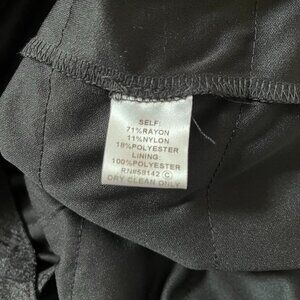 SELF:
71%RAYON
11%NYLON
18%POLYESTER
LINING:
100%POLYESTER
RN#58142 Ⓒ
DRY CLEAN ONLY